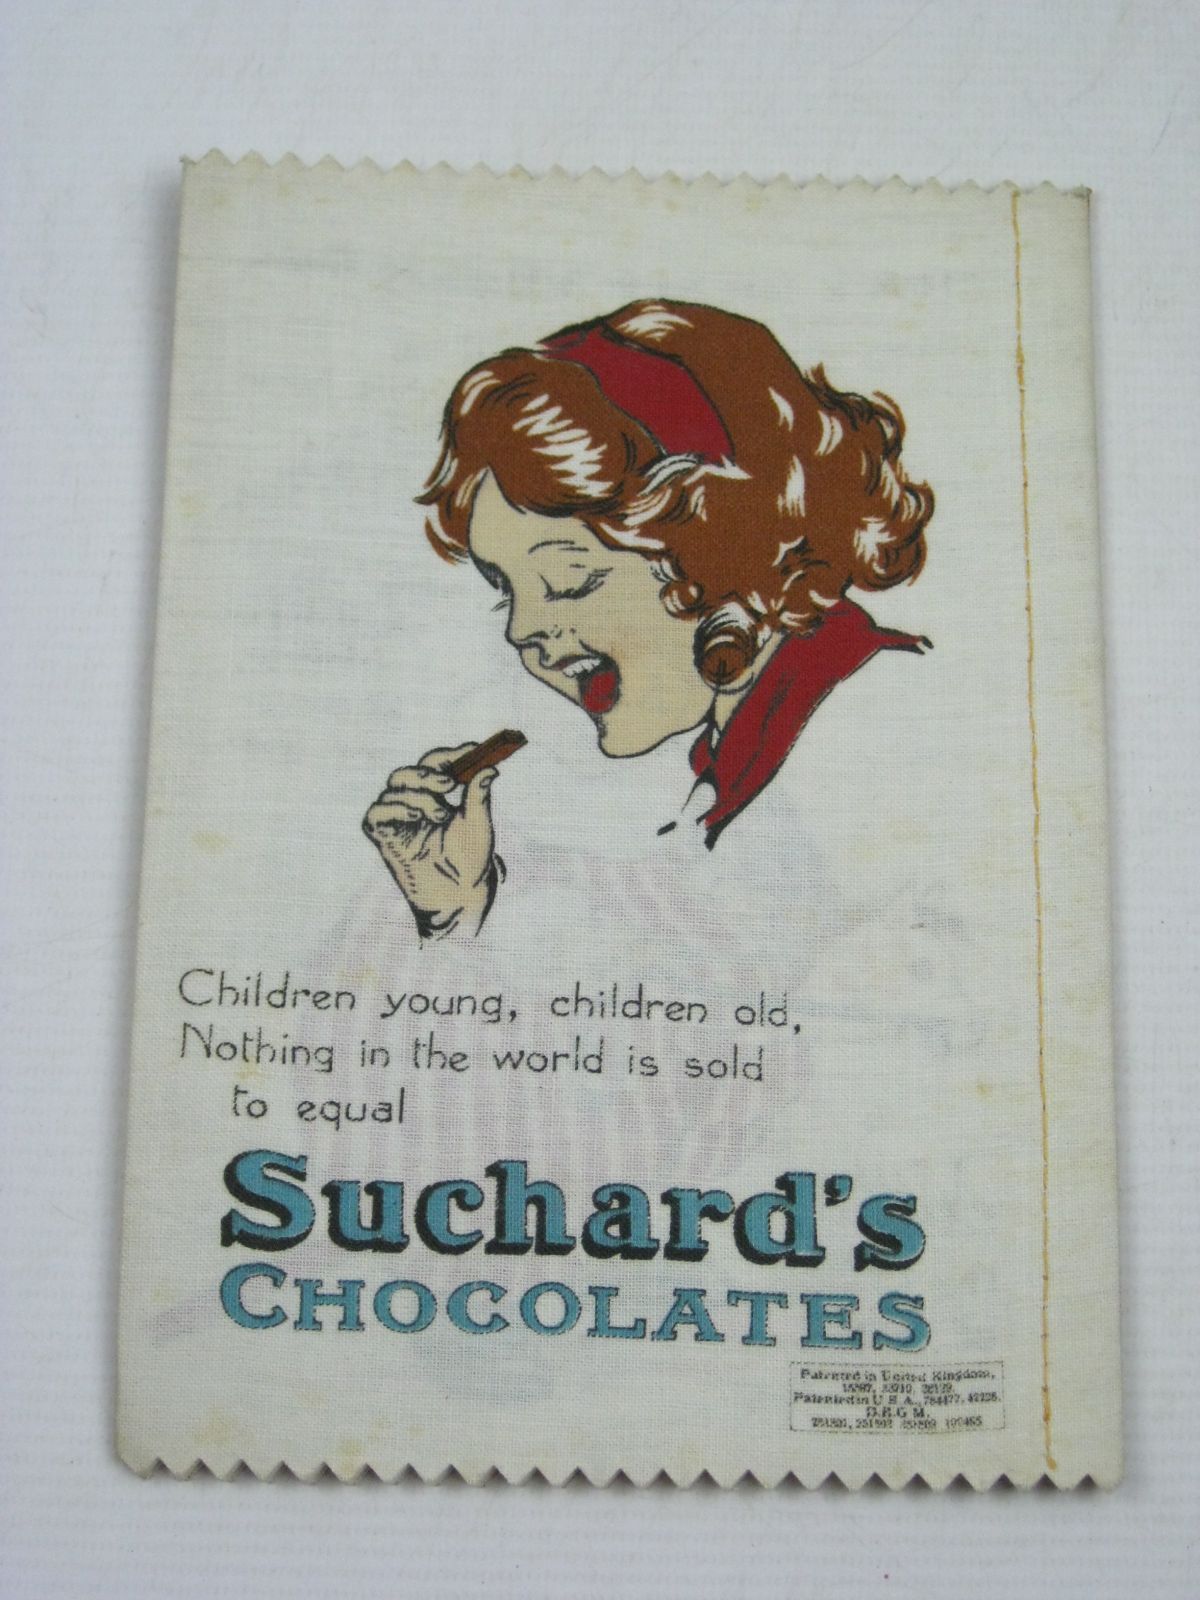 Children young, children old,
Nothing in the world is sold
to equal
Suchard's
CHOCOLATES
Patented in United Kingdom,
Patented in U S A., 784477,
D.R.G M.